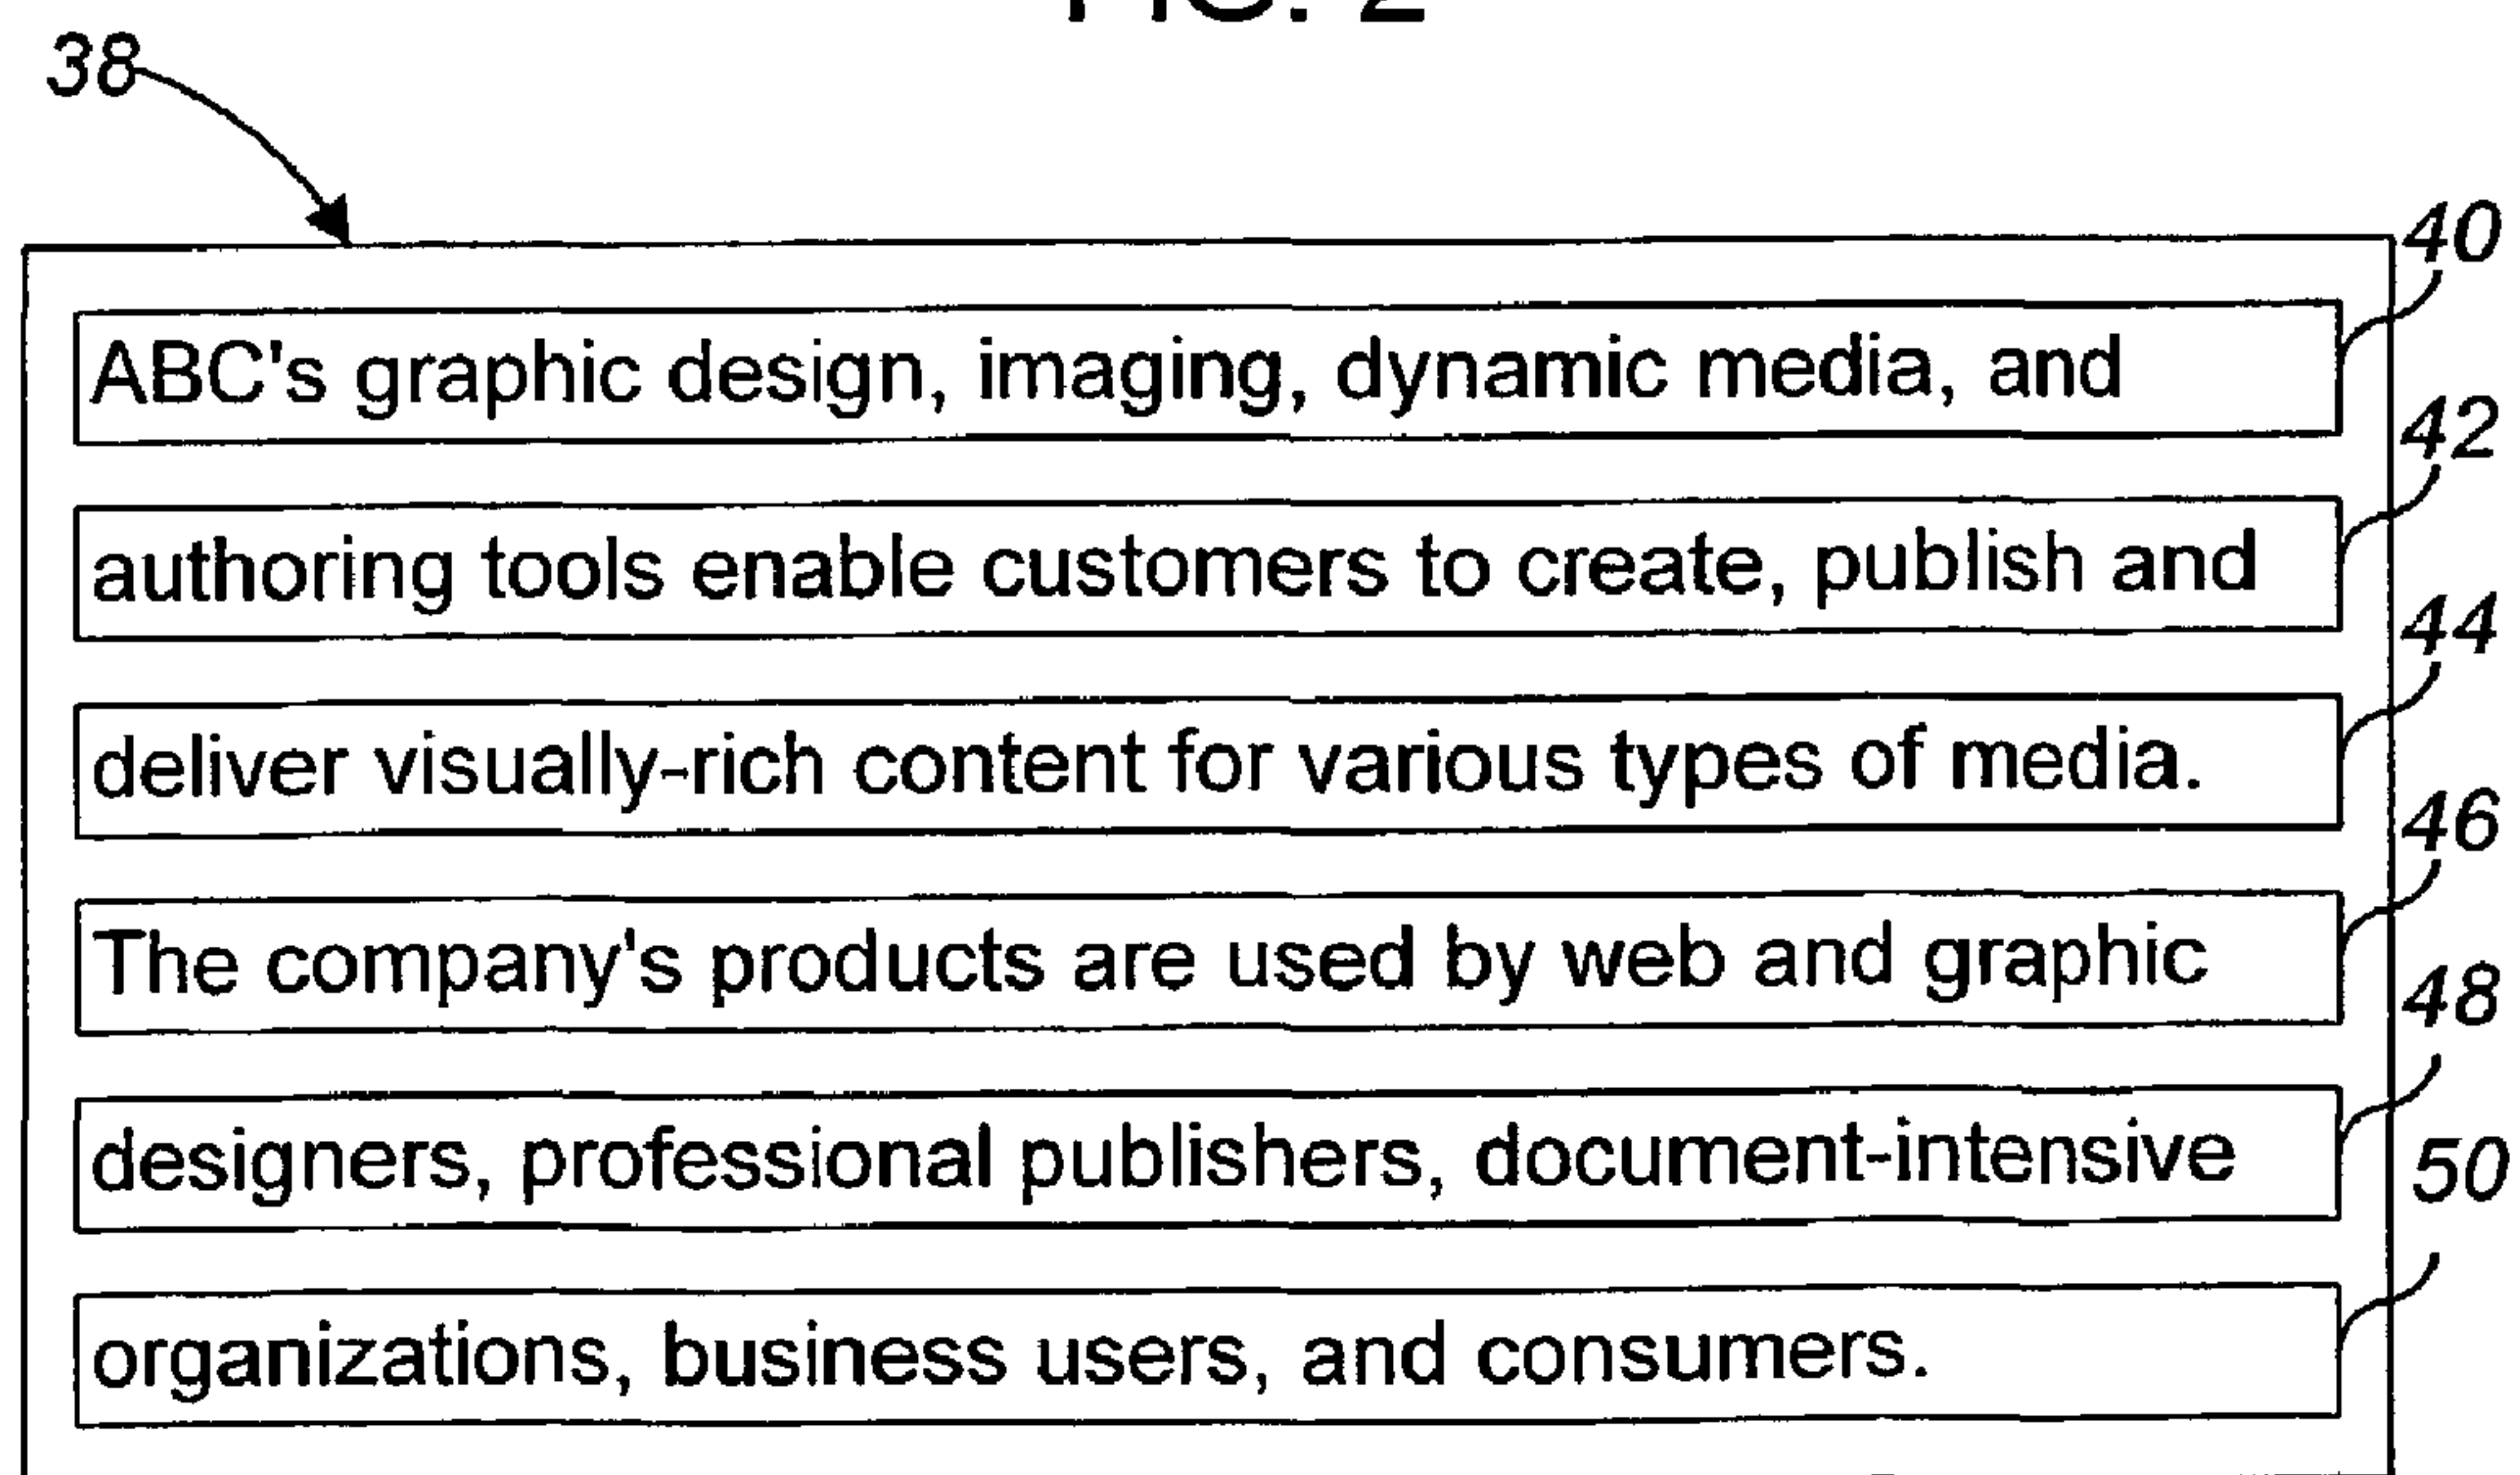 FIG. 2
38
40
ABC's graphic design, imaging, dynamic media, and
42
authoring tools enable customers to create, publish and
44
deliver visually-rich content for various types of media.
46
The company's products are used by web and graphic
48
designers, professional publishers, document-intensive
50
organizations, business users, and consumers.